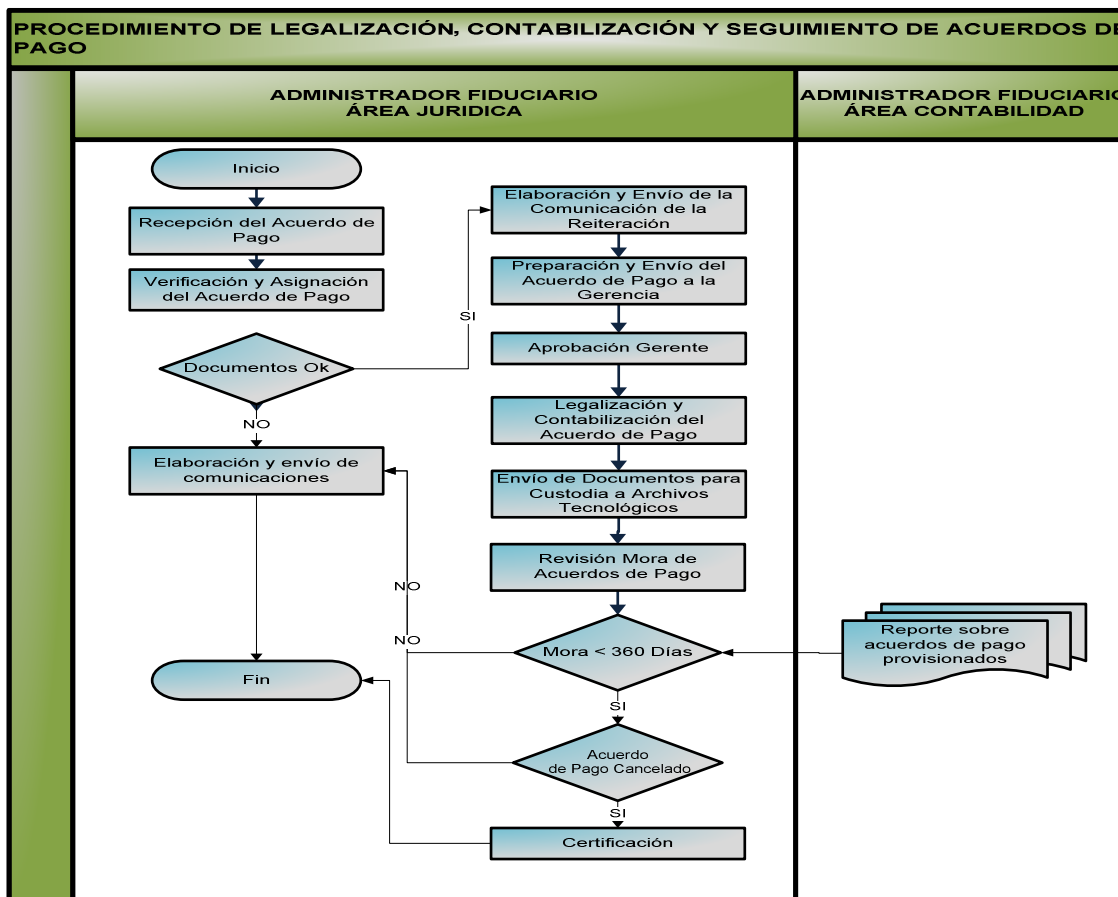 PROCEDIMIENTO DE LEGALIZACIÓN, CONTABILIZACIÓN Y SEGUIMIENTO DE ACUERDOS DE
PAGO
ADMINISTRADOR FIDUCIARIO
ÁREA JURIDICA
ADMINISTRADOR FIDUCIARIO
ÁREA CONTABILIDAD
Inicio
Recepción del Acuerdo de
Pago
Verificación y Asignación
del Acuerdo de Pago
Documentos Ok
SI
NO
Elaboración y envío de
comunicaciones
Fin
Elaboración y Envío de la
Comunicación de la
Reiteración
Preparación y Envío del
Acuerdo de Pago a la
Gerencia
Aprobación Gerente
Legalización y
Contabilización del
Acuerdo de Pago
Envío de Documentos para
Custodia a Archivos
Tecnológicos
Revisión Mora de
Acuerdos de Pago
NO
NO
Mora < 360 Días
SI
Acuerdo
de Pago Cancelado
SI
Certificación
Reporte sobre
acuerdos de pago
provisionados